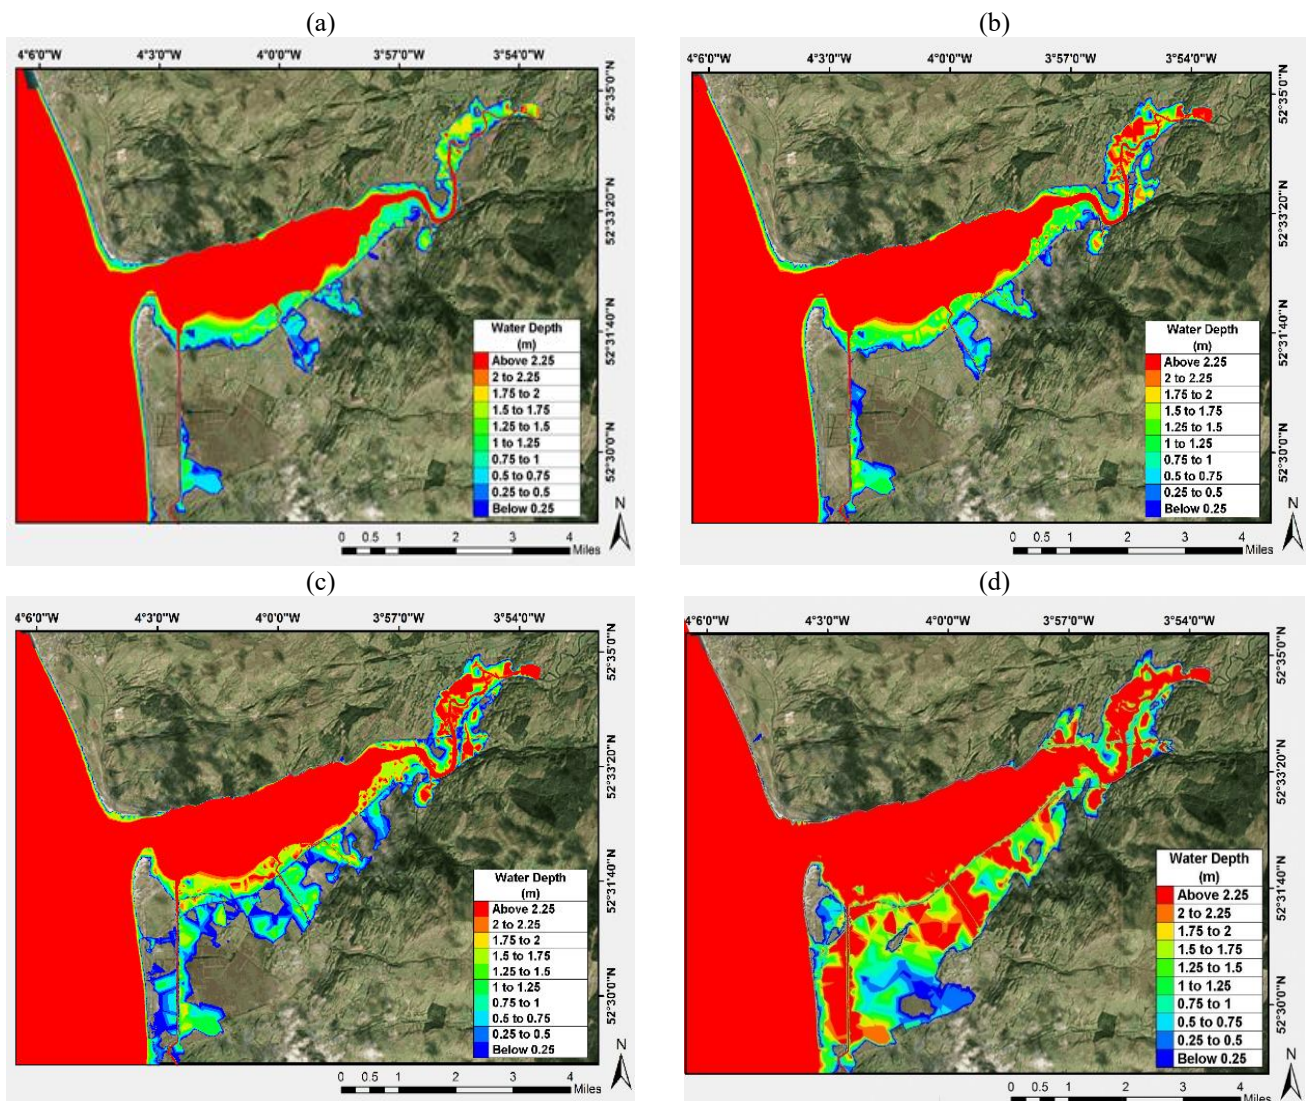 (a)
(b)
4°6'0"W 4°3'0"W 4°0'0"W 3°57'0"W 3°54'0"W
52°35'0"N
52°33'20"N
52°31'40"N
52°30'0"N
Water Depth
(m)
Above 2.25
2 to 2.25
1.75 to 2
1.5 to 1.75
1.25 to 1.5
1 to 1.25
0.75 to 1
0.5 to 0.75
0.25 to 0.5
Below 0.25
N
0 0.5 1 2 3 4
Miles
4°6'0"W 4°3'0"W 4°0'0"W 3°57'0"W 3°54'0"W
52°35'0"N
52°33'20"N
52°31'40"N
52°30'0"N
Water Depth
(m)
Above 2.25
2 to 2.25
1.75 to 2
1.5 to 1.75
1.25 to 1.5
1 to 1.25
0.75 to 1
0.5 to 0.75
0.25 to 0.5
Below 0.25
N
0 0.5 1 2 3 4
Miles
(c)
(d)
4°6'0"W 4°3'0"W 4°0'0"W 3°57'0"W 3°54'0"W
52°35'0"N
52°33'20"N
52°31'40"N
52°30'0"N
Water Depth
(m)
Above 2.25
2 to 2.25
1.75 to 2
1.5 to 1.75
1.25 to 1.5
1 to 1.25
0.75 to 1
0.5 to 0.75
0.25 to 0.5
Below 0.25
N
0 0.5 1 2 3 4
Miles
4°6'0"W 4°3'0"W 4°0'0"W 3°57'0"W 3°54'0"W
52°35'0"N
52°33'20"N
52°31'40"N
52°30'0"N
Water Depth
(m)
Above 2.25
2 to 2.25
1.75 to 2
1.5 to 1.75
1.25 to 1.5
1 to 1.25
0.75 to 1
0.5 to 0.75
0.25 to 0.5
Below 0.25
N
0 0.5 1 2 3 4
Miles